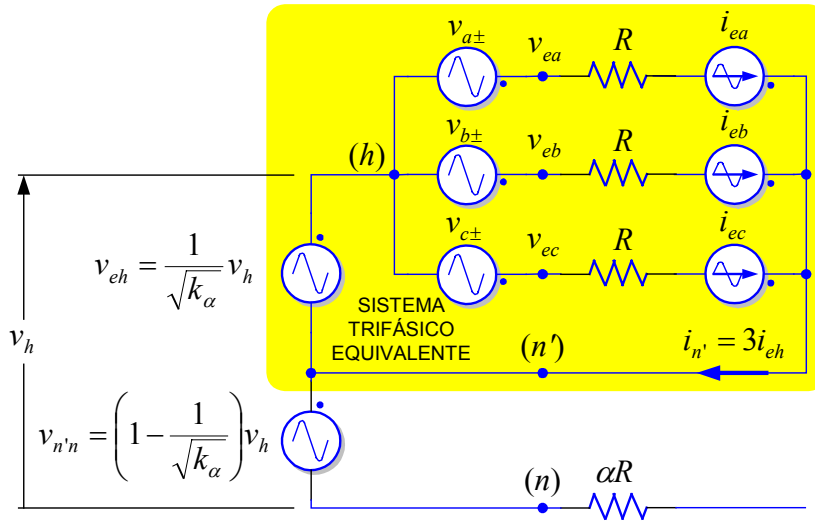 v_{a±} v_{ea} R i_{ea}
v_{b±} v_{eb} R i_{eb}
(h)
v_{c±} v_{ec} R i_{ec}
v_{eh} = \frac{1}{\sqrt{k_α}} v_h
SISTEMA
TRIFÁSICO
EQUIVALENTE
v_h
(n') i_{n'} = 3i_{eh}
v_{n'n} = \left(1 - \frac{1}{\sqrt{k_α}}\right) v_h
(n) αR